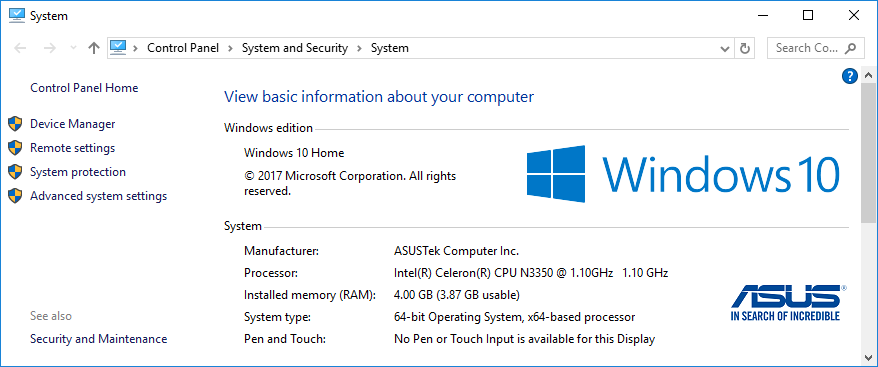 System
Control Panel > System and Security > System
Search Co...
Control Panel Home
Device Manager
Remote settings
System protection
Advanced system settings
See also
Security and Maintenance
?
View basic information about your computer
Windows edition
Windows 10 Home
© 2017 Microsoft Corporation. All rights
reserved.
Windows 10
System
Manufacturer: ASUSTek Computer Inc.
Processor: Intel(R) Celeron(R) CPU N3350 @ 1.10GHz 1.10 GHz
Installed memory (RAM): 4.00 GB (3.87 GB usable)
System type: 64-bit Operating System, x64-based processor
Pen and Touch: No Pen or Touch Input is available for this Display
ASUS®
IN SEARCH OF INCREDIBLE